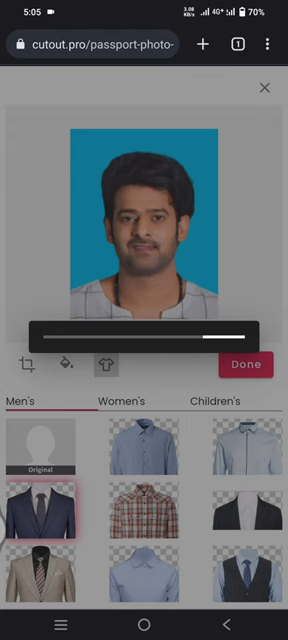 5:05 3.08 KB/s 4G+ 70%
cutout.pro/passport-photo- 1
Done
Men's Women's Children's
Original